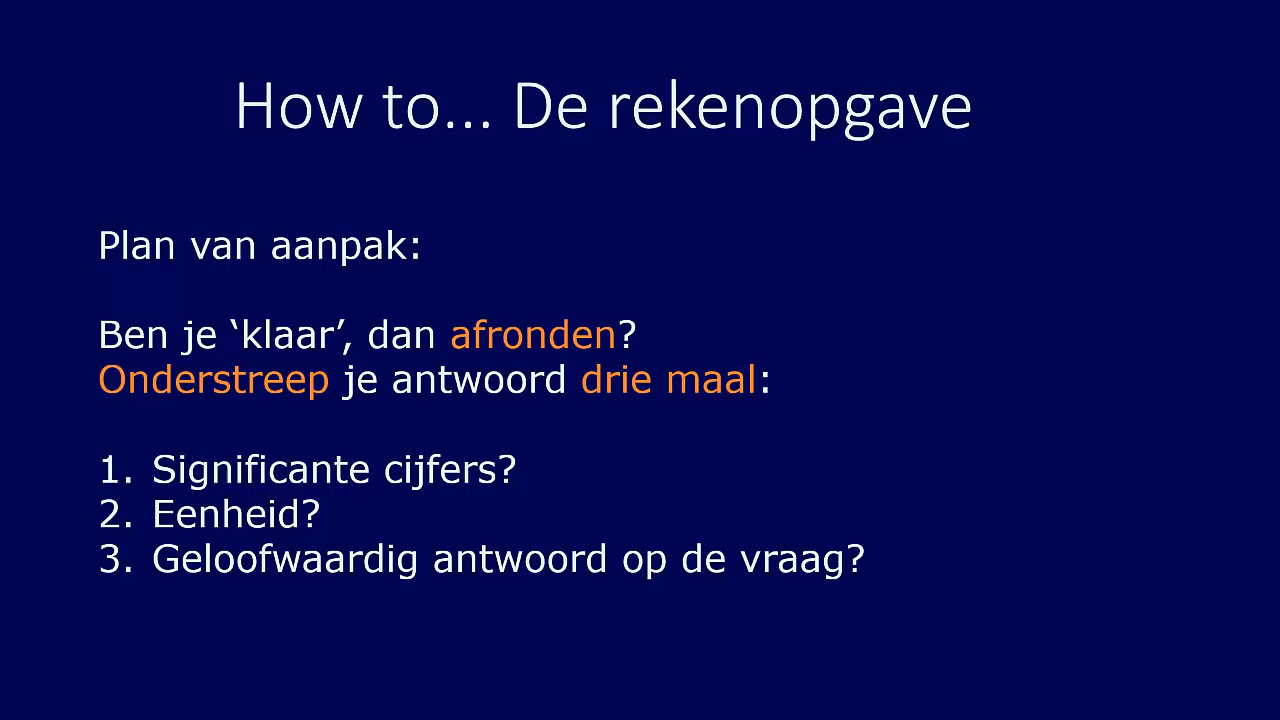 How to... De rekenopgave
Plan van aanpak:
Ben je ‘klaar’, dan afronden?
Onderstreep je antwoord drie maal:
1. Significante cijfers?
2. Eenheid?
3. Geloofwaardig antwoord op de vraag?